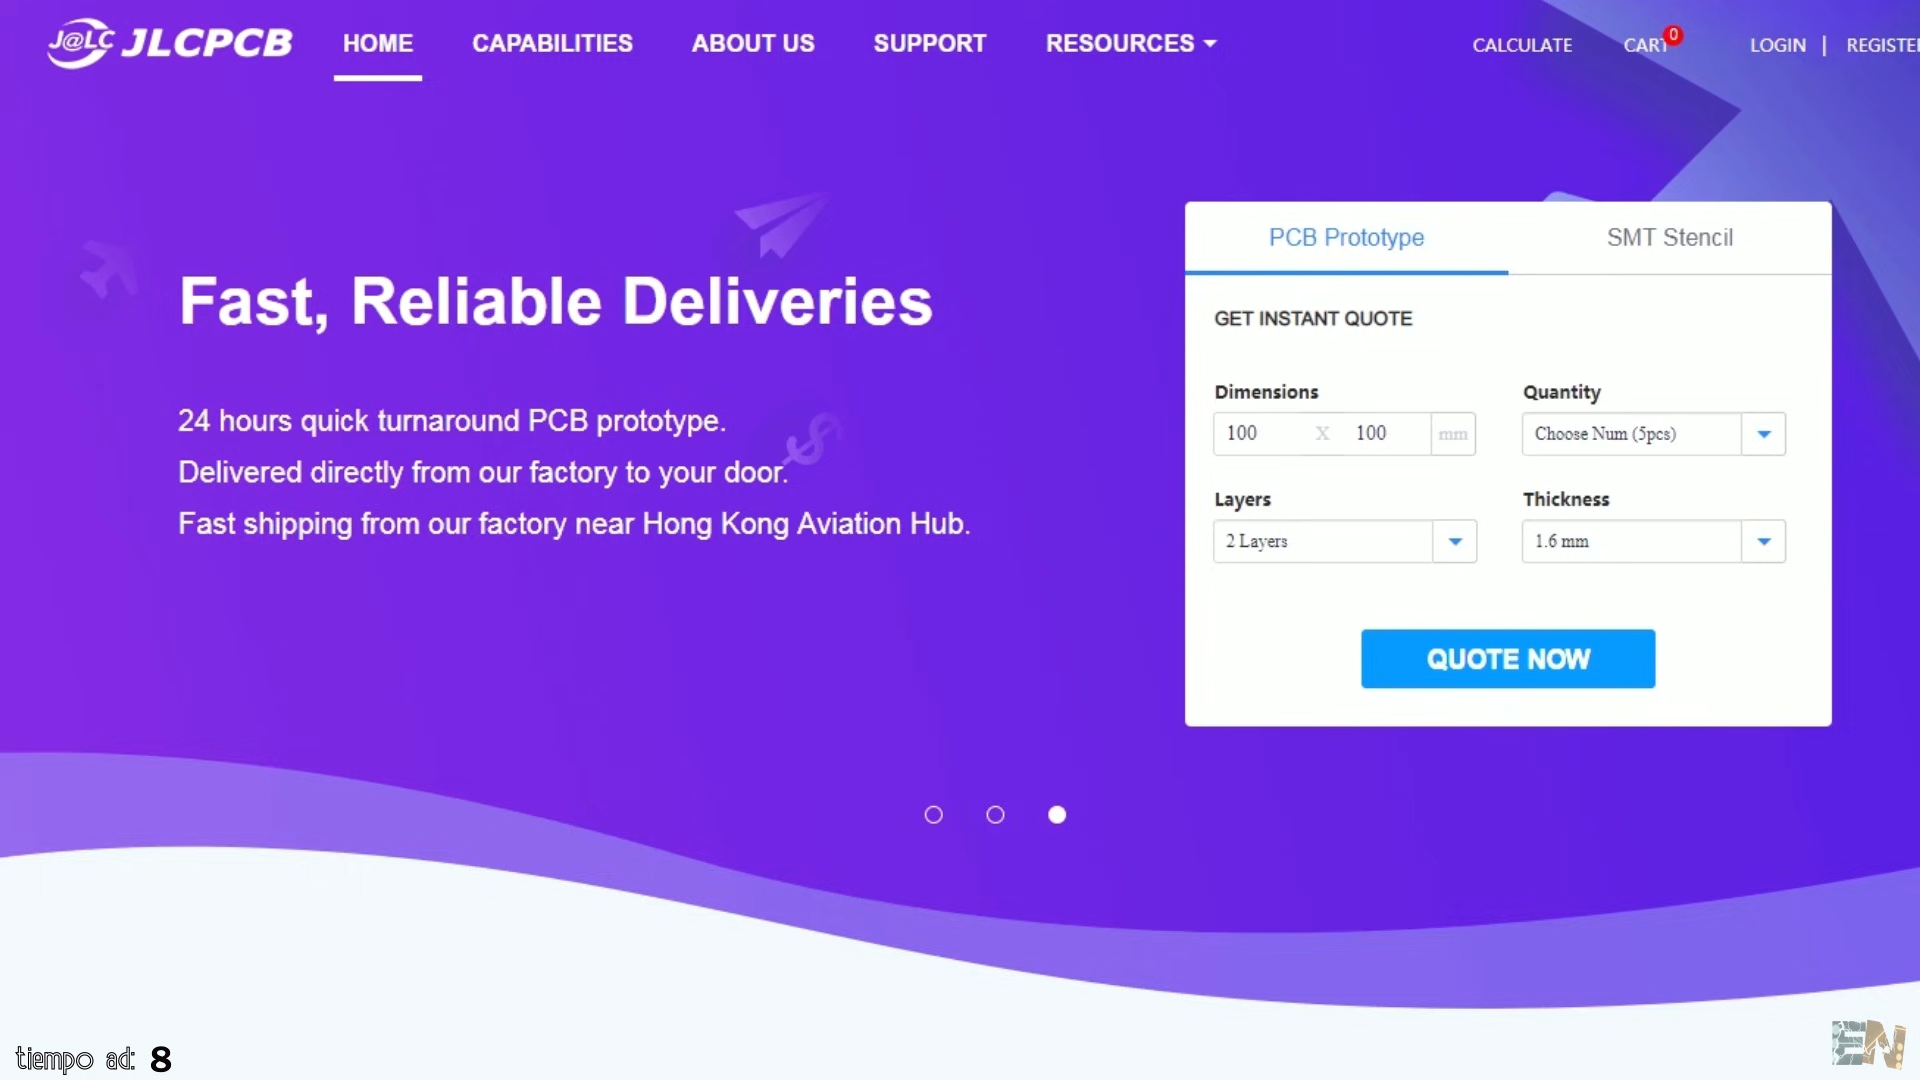 J@LC JLCPCB
HOME
CAPABILITIES
ABOUT US
SUPPORT
RESOURCES
CALCULATE
CART 0
LOGIN | REGISTER
Fast, Reliable Deliveries
24 hours quick turnaround PCB prototype.
Delivered directly from our factory to your door.
Fast shipping from our factory near Hong Kong Aviation Hub.
PCB Prototype
SMT Stencil
GET INSTANT QUOTE
Dimensions
100 X 100 mm
Quantity
Choose Num (5pcs)
Layers
2 Layers
Thickness
1.6 mm
QUOTE NOW
tiempo ad: 8
EN